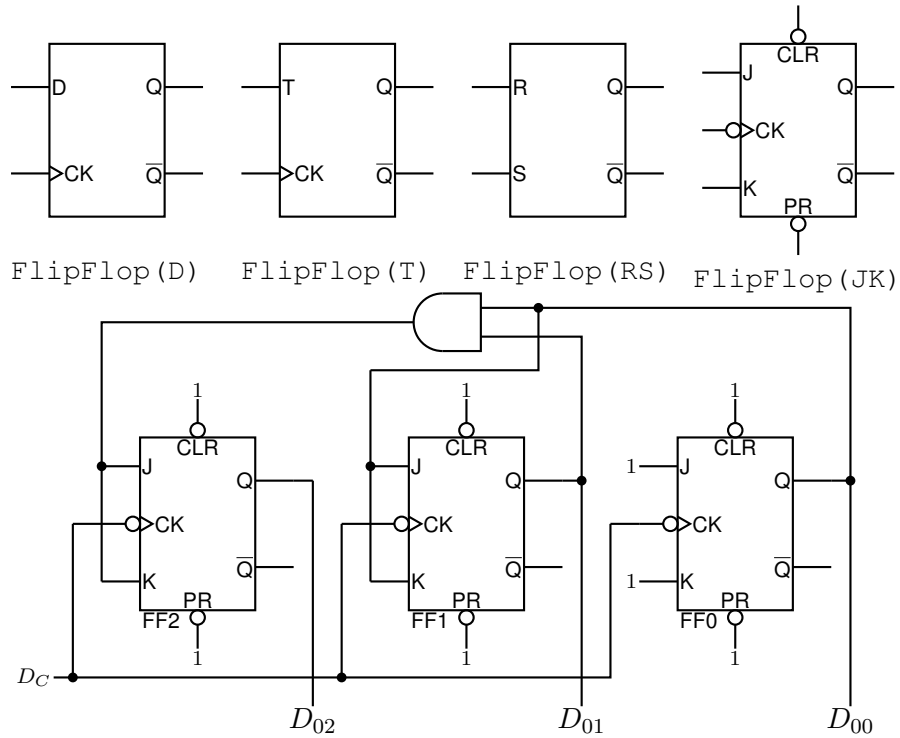 CLR
D Q
T Q
R Q
J Q
CK
CK Q̅
CK Q̅
S Q̅
K Q̅
PR
FlipFlop(D)
FlipFlop(T)
FlipFlop(RS)
FlipFlop(JK)
1 1 1
CLR CLR CLR
J Q
J Q
1 J Q
CK CK CK
K Q̅
K Q̅
1 K Q̅
PR PR PR
FF2 FF1 FF0
1 1 1
D_C
D_02 D_01 D_00